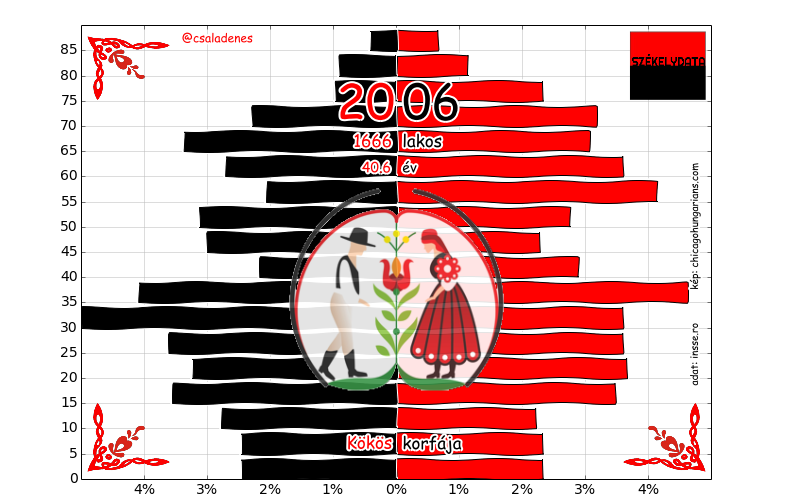 @csaladenes
SZÉKELYDATA
2006
1666 lakos
40.6 év
kép: chicagohungarians.com
adat: insse.ro
Kökös korfája
85
80
75
70
65
60
55
50
45
40
35
30
25
20
15
10
5
0
4% 3% 2% 1% 0% 1% 2% 3% 4%